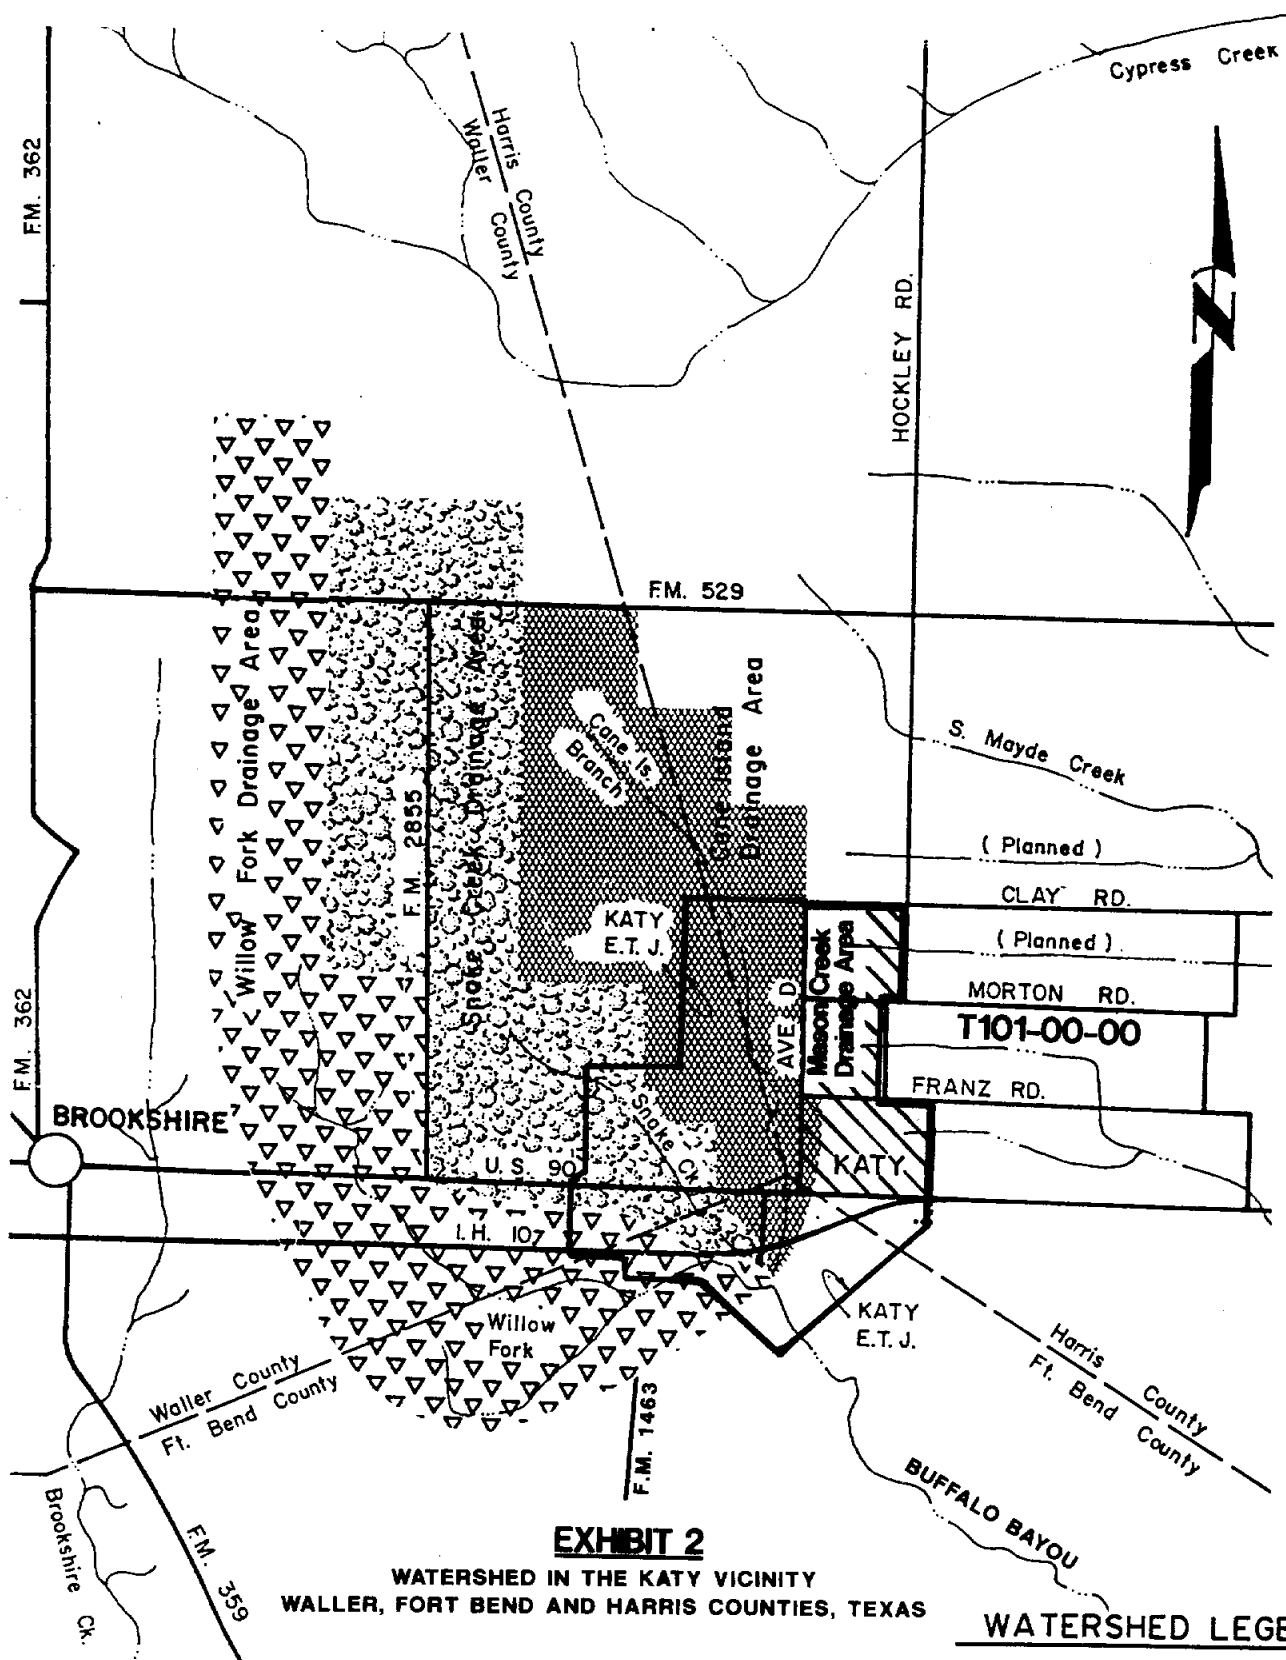 Cypress Creek
F.M. 362
Harris County
Waller County
HOCKLEY RD.
F.M. 529
Willow Fork Drainage Area
Snake Creek Drainage Area
Cane Is.
Branch
Cane Island
Drainage Area
S. Mayde Creek
F.M. 2855
( Planned )
CLAY RD.
KATY
E.T.J.
Mason Creek
Drainage Area
( Planned )
MORTON RD.
AVE. D
T101-00-00
F.M. 362
FRANZ RD.
BROOKSHIRE
Snake Ck.
U.S. 90
KATY
I.H. 10
Willow
Fork
KATY
E.T.J.
Waller County
Ft. Bend County
Harris County
Ft. Bend County
F.M. 1463
BUFFALO BAYOU
Brookshire Ck.
F.M. 359
EXHIBIT 2
WATERSHED IN THE KATY VICINITY
WALLER, FORT BEND AND HARRIS COUNTIES, TEXAS
WATERSHED LEGE
N